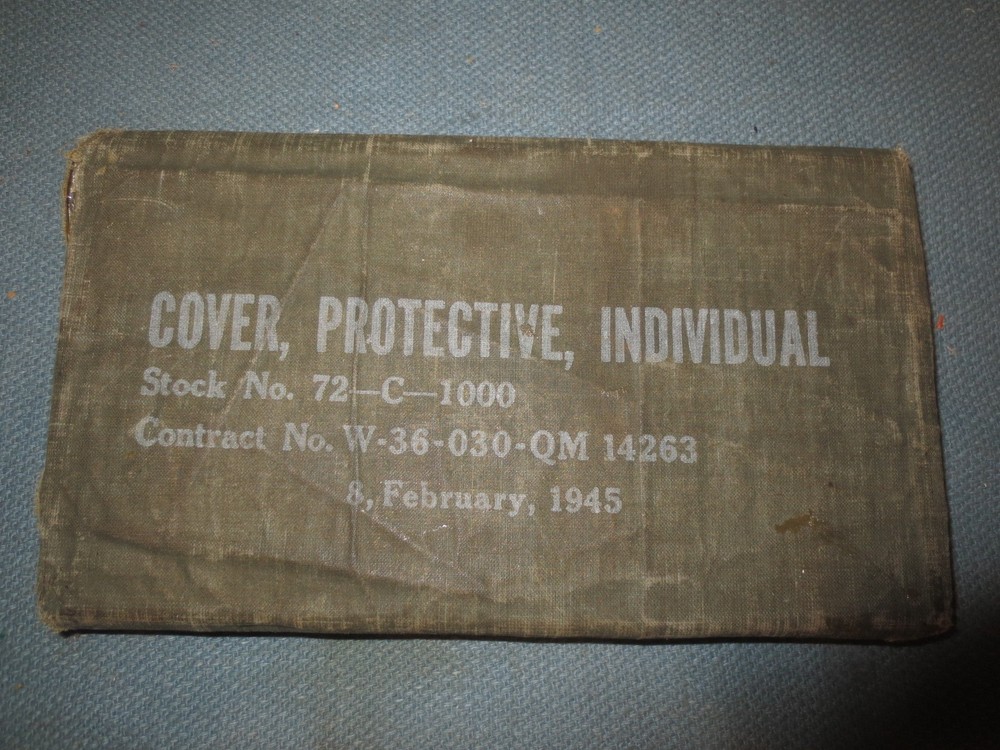 COVER, PROTECTIVE, INDIVIDUAL
Stock No. 72—C—1000
Contract No. W-36-030-QM 14263
8, February, 1945